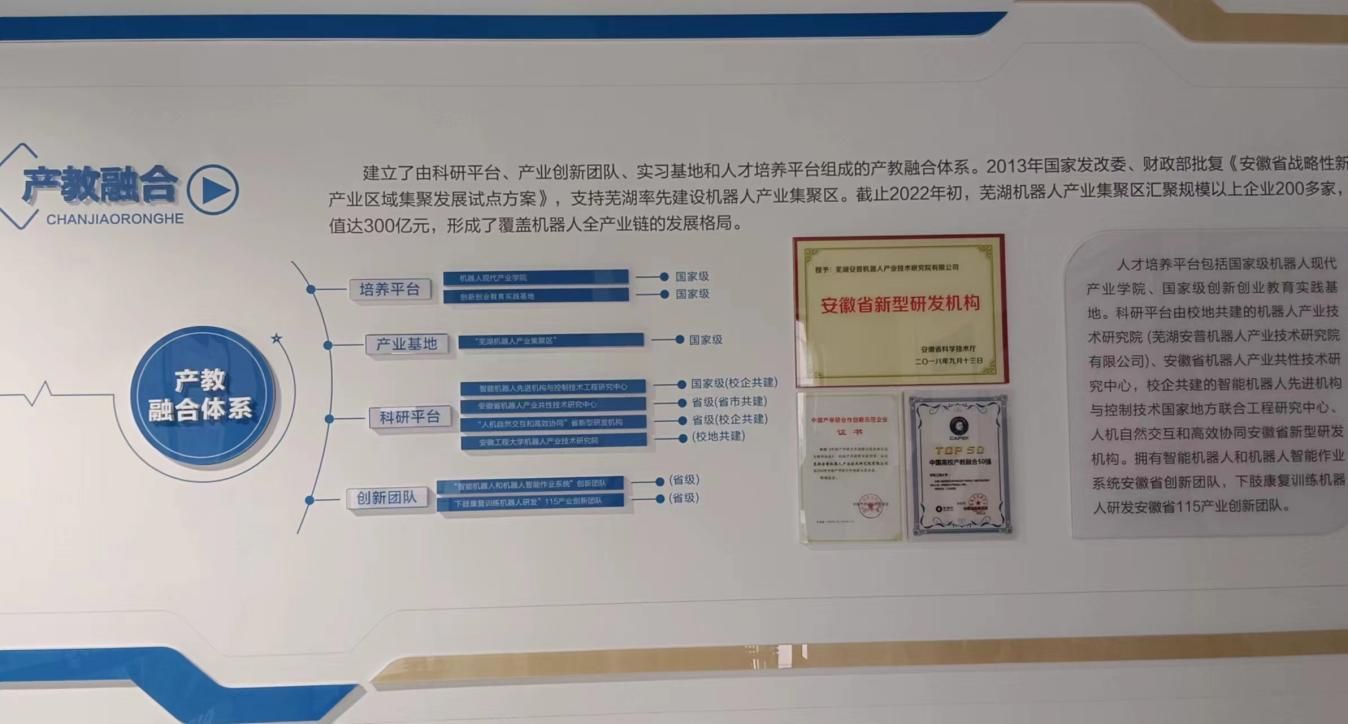 产教融合
CHANJIAORONGHE
建立了由科研平台、产业创新团队、实习基地和人才培养平台组成的产教融合体系。2013年国家发改委、财政部批复《安徽省战略性新
产业区域集聚发展试点方案》，支持芜湖率先建设机器人产业集聚区。截止2022年初，芜湖机器人产业集聚区汇聚规模以上企业200多家，
值达300亿元，形成了覆盖机器人全产业链的发展格局。
产教
融合体系
培养平台
机器人现代产业学院
国家级
创新创业教育实践基地
国家级
产业基地
“芜湖机器人产业集聚区”
国家级
科研平台
智能机器人先进机构与控制技术工程研究中心
国家级(校企共建)
安徽省机器人产业共性技术研究中心
省级(省市共建)
“人机自然交互和高效协同”省新型研发机构
省级(校企共建)
安徽工程大学机器人产业技术研究院
(校地共建)
创新团队
“智能机器人和机器人智能作业系统”创新团队
(省级)
下肢康复训练机器人研发”115产业创新团队
(省级)
授予：芜湖安普机器人产业技术研究院有限公司
安徽省新型研发机构
安徽省科学技术厅
二〇一八年九月十三日
中国产学研合作创新示范企业
证书
TOP 50
中国高校产教融合50强
人才培养平台包括国家级机器人现代
产业学院、国家级创新创业教育实践基
地。科研平台由校地共建的机器人产业技
术研究院(芜湖安普机器人产业技术研究院
有限公司)、安徽省机器人产业共性技术研
究中心，校企共建的智能机器人先进机构
与控制技术国家地方联合工程研究中心、
人机自然交互和高效协同安徽省新型研发
机构。拥有智能机器人和机器人智能作业
系统安徽省创新团队，下肢康复训练机器
人研发安徽省115产业创新团队。